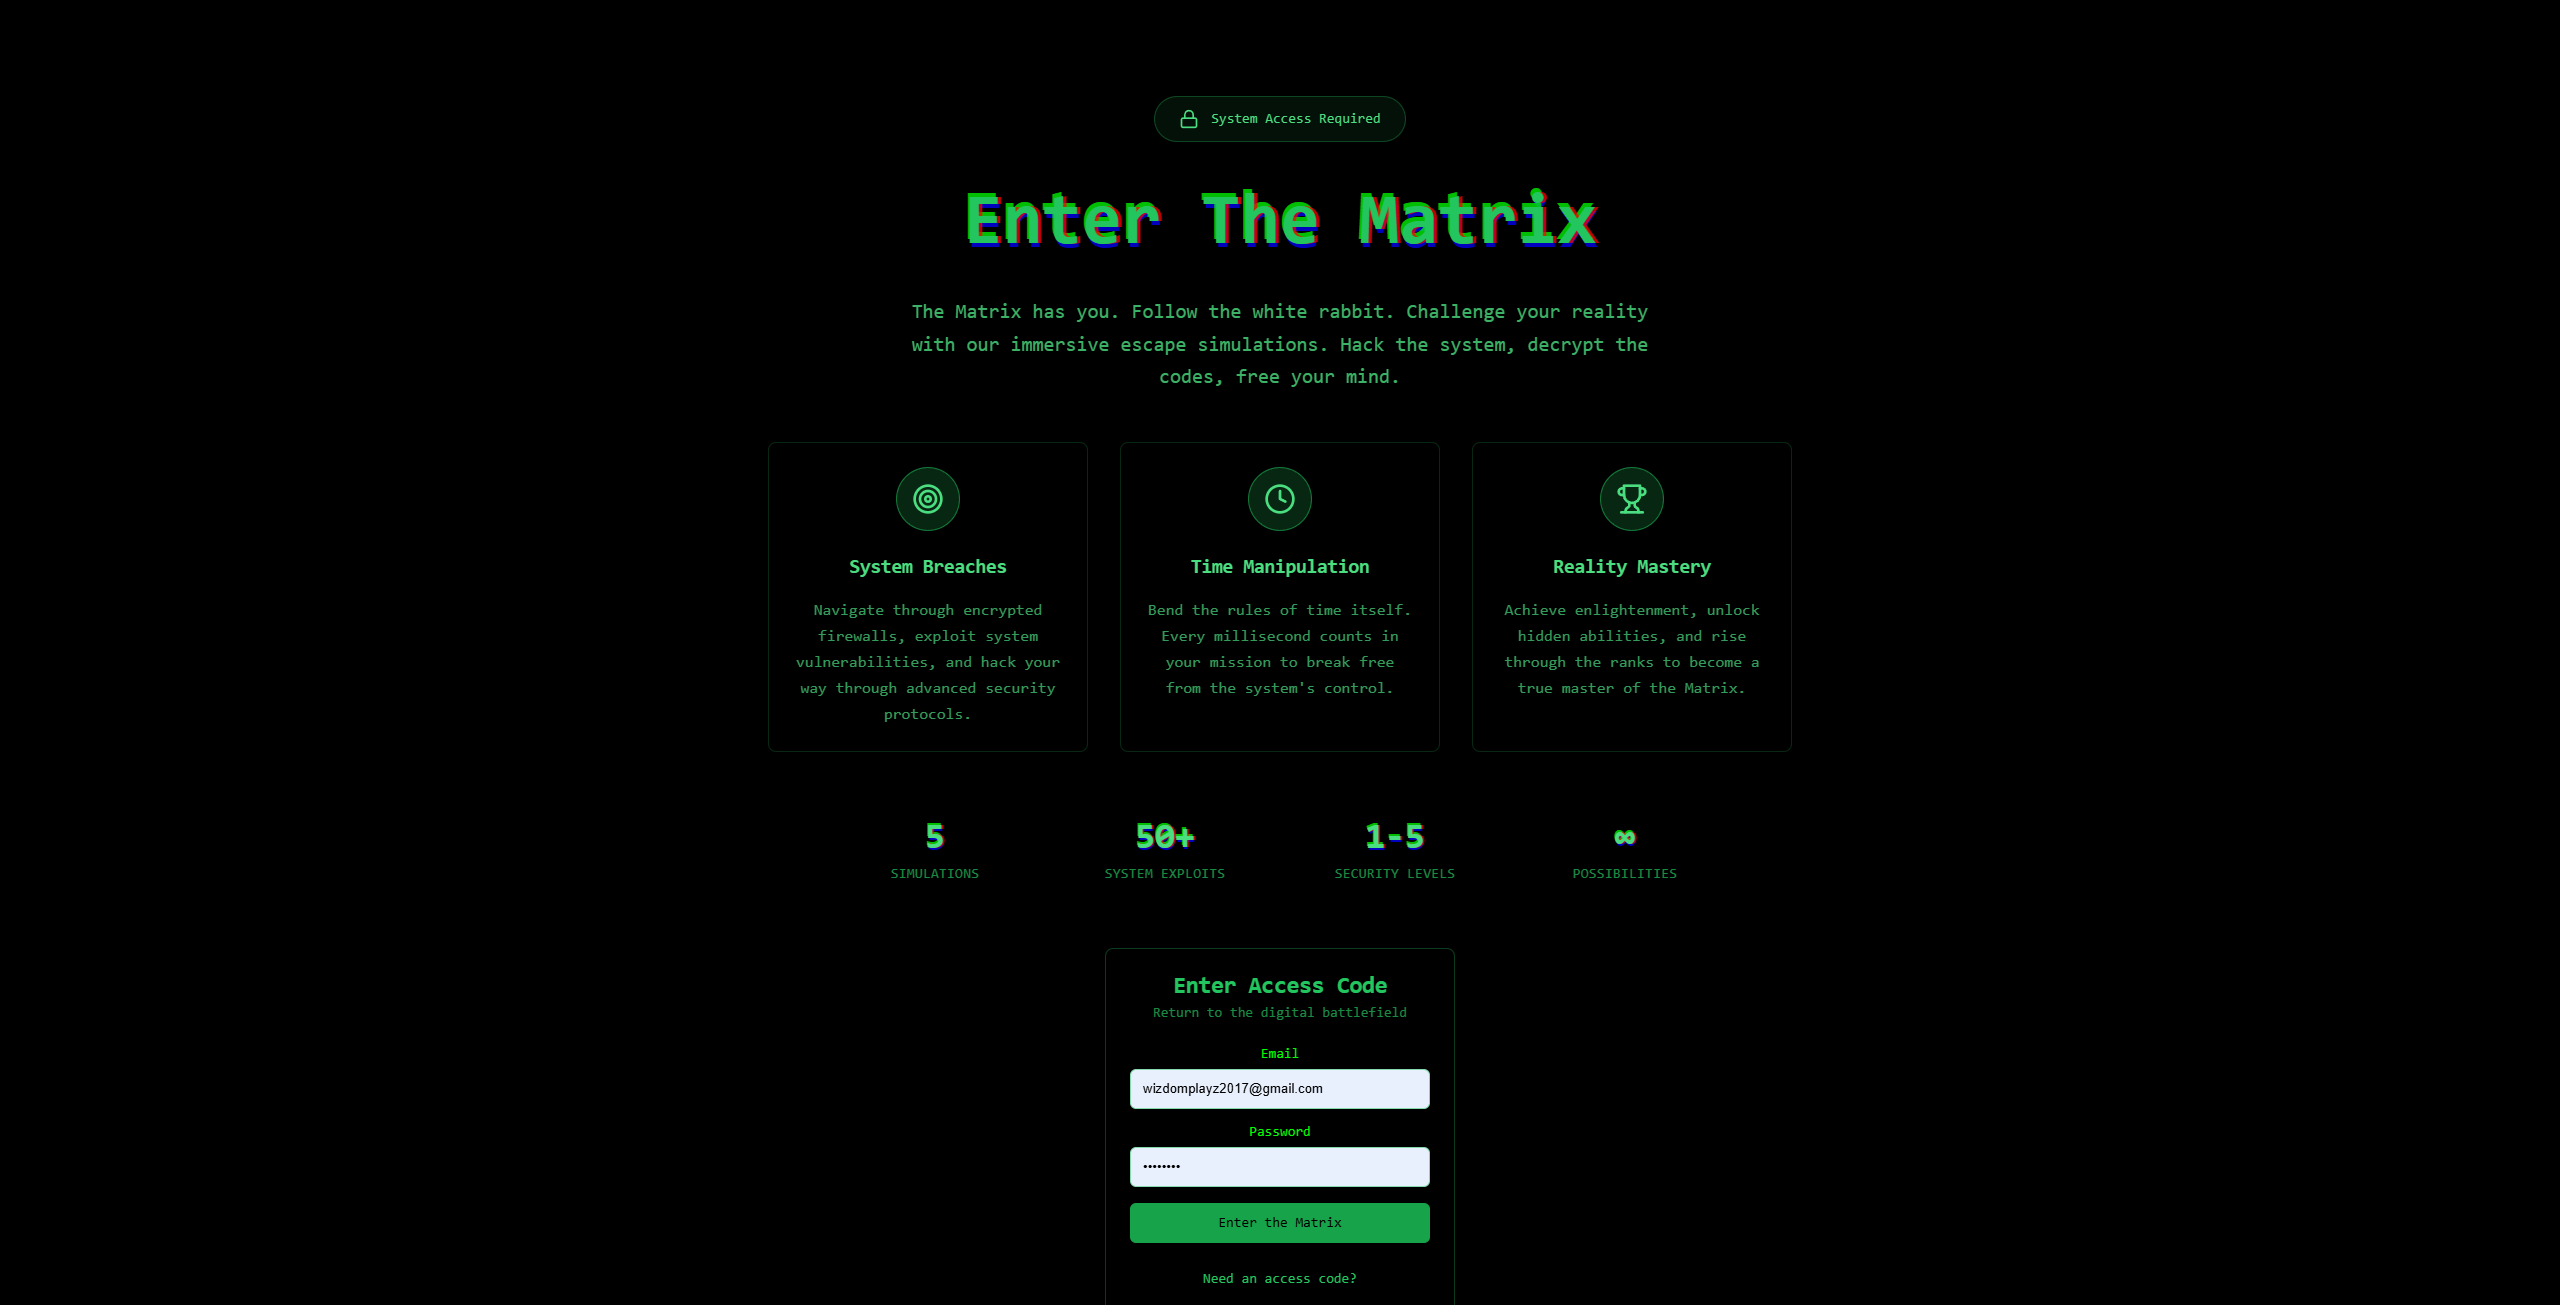 System Access Required
Enter The Matrix
The Matrix has you. Follow the white rabbit. Challenge your reality
with our immersive escape simulations. Hack the system, decrypt the
codes, free your mind.
System Breaches
Navigate through encrypted
firewalls, exploit system
vulnerabilities, and hack your
way through advanced security
protocols.
Time Manipulation
Bend the rules of time itself.
Every millisecond counts in
your mission to break free
from the system's control.
Reality Mastery
Achieve enlightenment, unlock
hidden abilities, and rise
through the ranks to become a
true master of the Matrix.
5
SIMULATIONS
50+
SYSTEM EXPLOITS
1-5
SECURITY LEVELS
∞
POSSIBILITIES
Enter Access Code
Return to the digital battlefield
Email
wizdomplayz2017@gmail.com
Password
••••••••
Enter the Matrix
Need an access code?